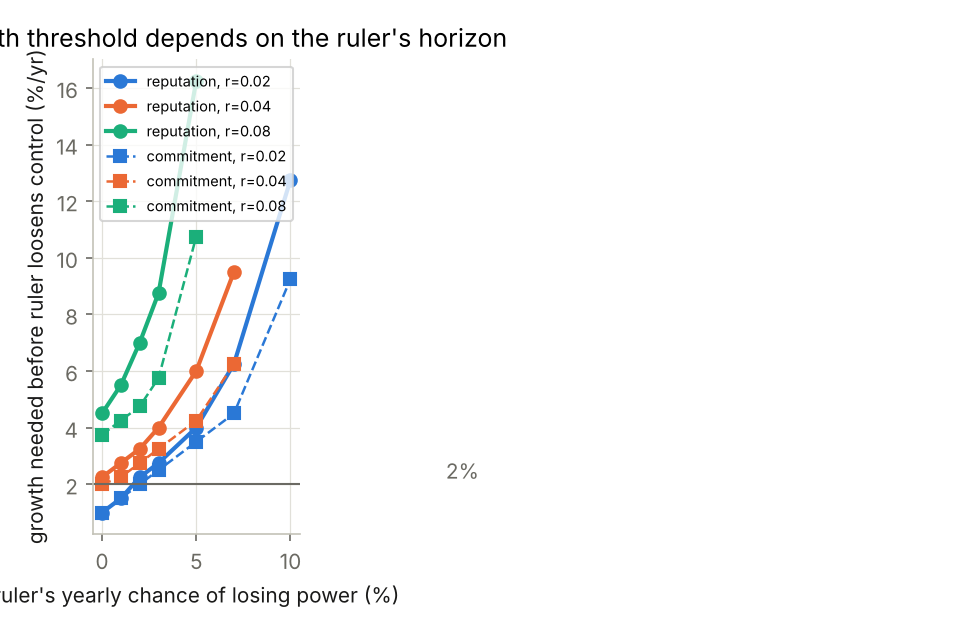 th threshold depends on the ruler's horizon
growth needed before ruler loosens control (%/yr)
16
14
12
10
8
6
4
2
reputation, r=0.02
reputation, r=0.04
reputation, r=0.08
commitment, r=0.02
commitment, r=0.04
commitment, r=0.08
2%
0 5 10
ruler's yearly chance of losing power (%)